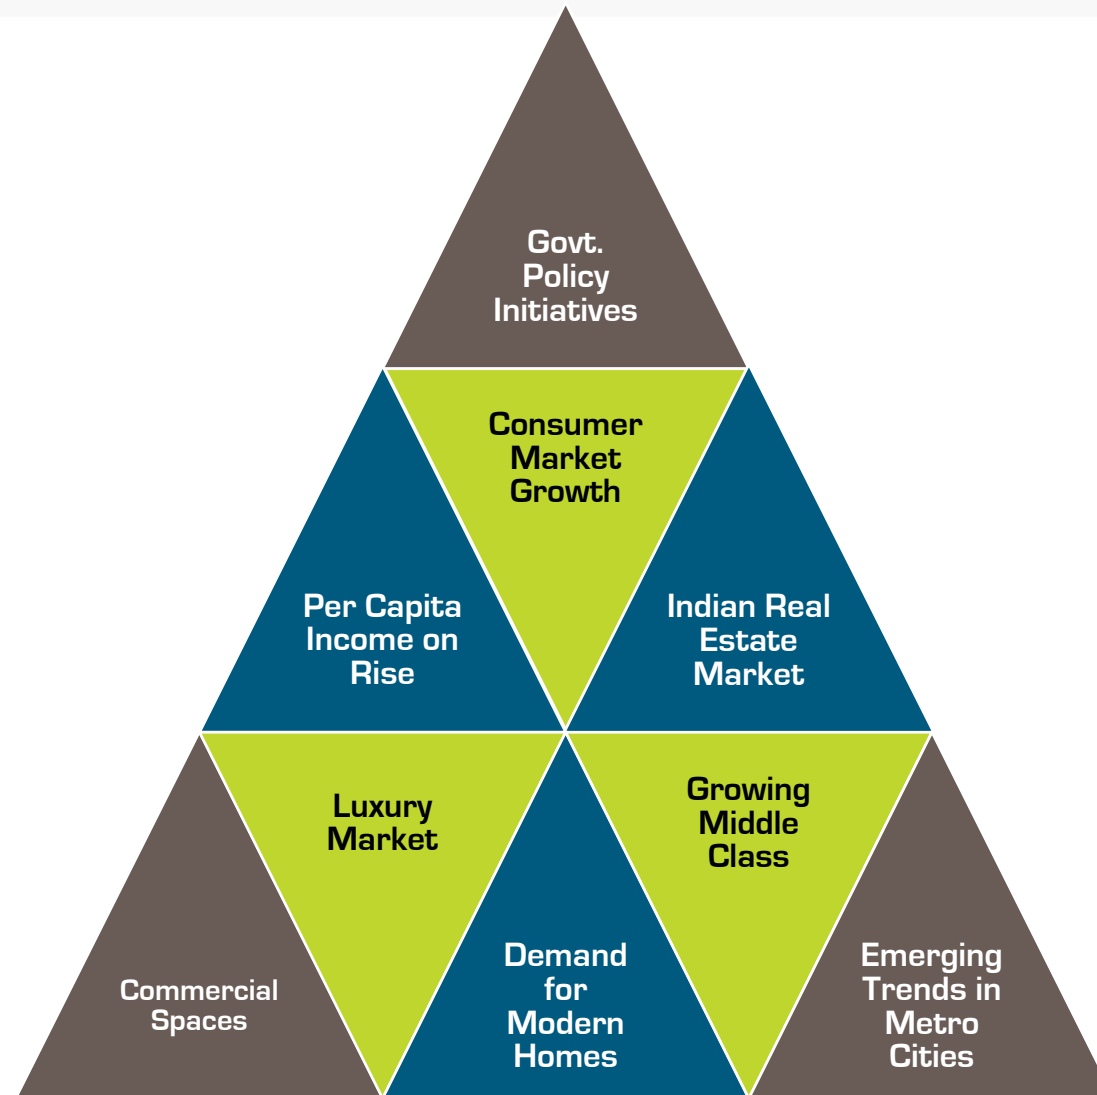 Govt.
Policy
Initiatives
Consumer
Market
Growth
Per Capita
Income on
Rise
Indian Real
Estate
Market
Luxury
Market
Growing
Middle
Class
Commercial
Spaces
Demand
for
Modern
Homes
Emerging
Trends in
Metro
Cities